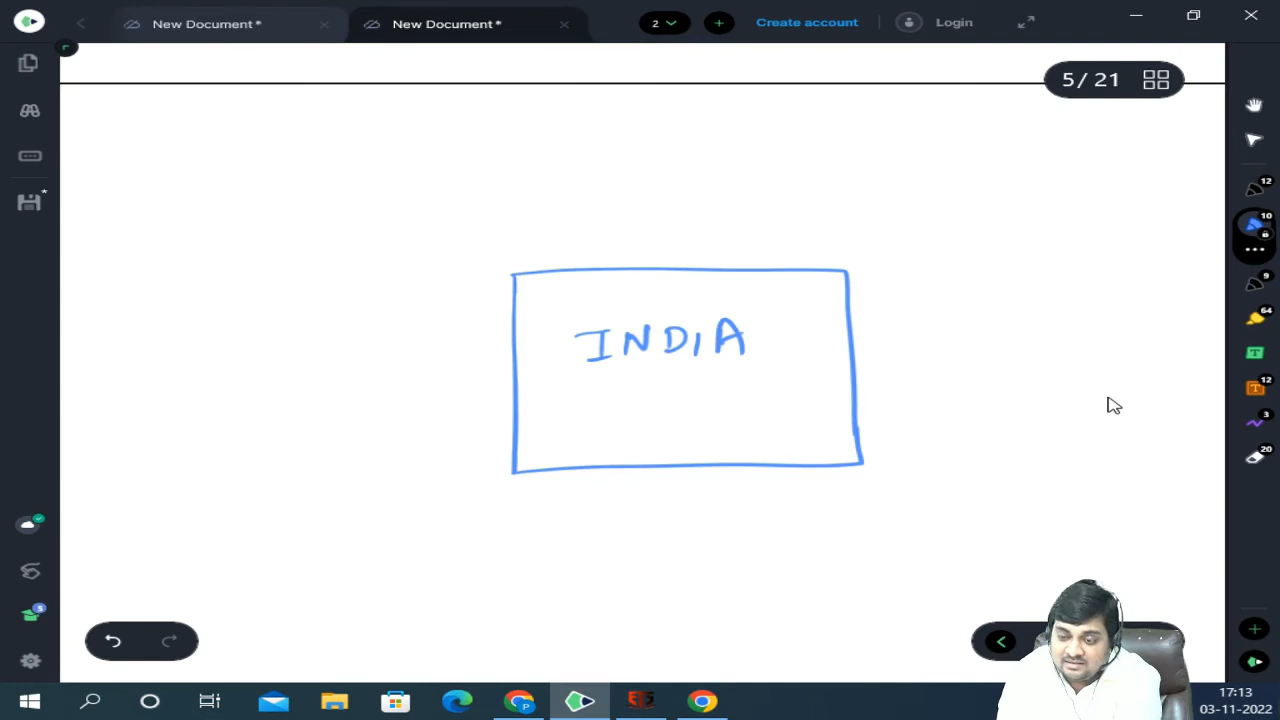 New Document *
New Document *
2
Create account
Login
5 / 21
12
10
9
64
T
T
12
3
20
INDIA
5
P
17:13
03-11-2022